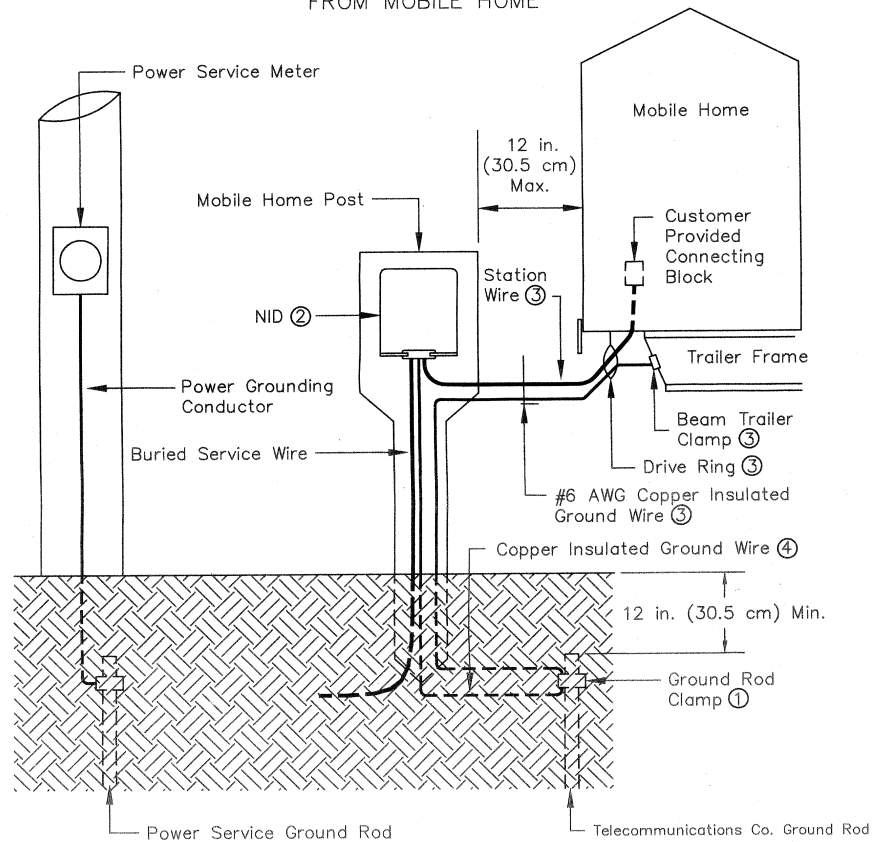 FROM MOBILE HOME
Power Service Meter
Mobile Home
12 in.
(30.5 cm)
Max.
Mobile Home Post
Customer
Provided
Connecting
Block
Station
Wire ③
NID ②
Trailer Frame
Power Grounding
Conductor
Beam Trailer
Clamp ③
Buried Service Wire
Drive Ring ③
#6 AWG Copper Insulated
Ground Wire ③
Copper Insulated Ground Wire ④
12 in. (30.5 cm) Min.
Ground Rod
Clamp ①
Power Service Ground Rod
Telecommunications Co. Ground Rod